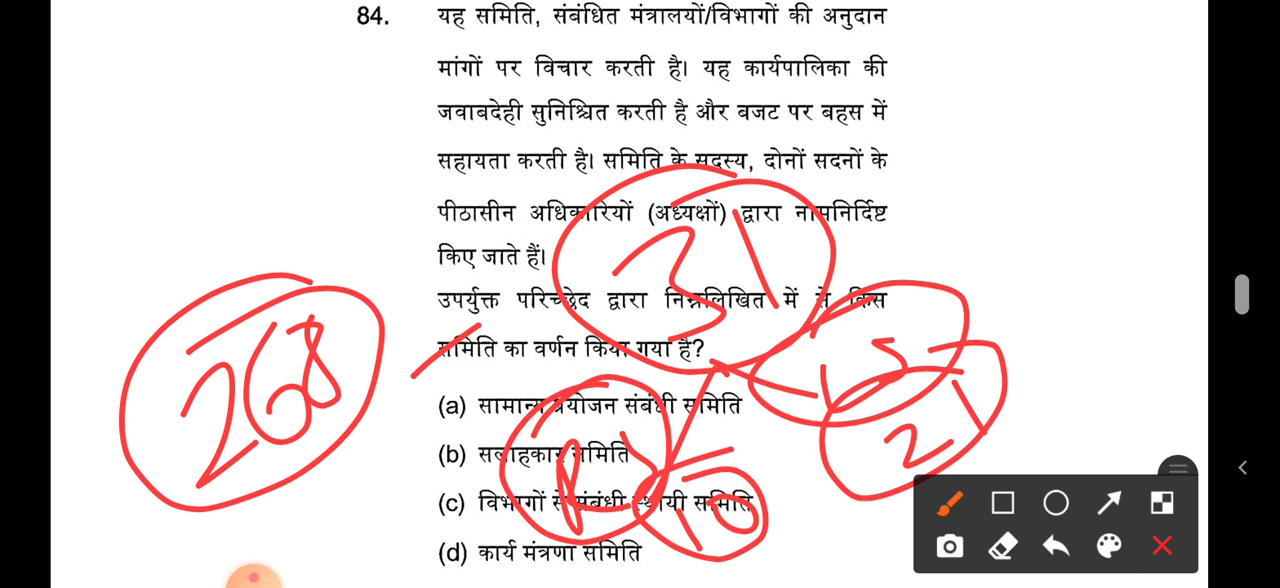 84. यह समिति, संबंधित मंत्रालयों/विभागों की अनुदान
मांगों पर विचार करती है। यह कार्यपालिका की
जवाबदेही सुनिश्चित करती है और बजट पर बहस में
सहायता करती है। समिति के सदस्य, दोनों सदनों के
पीठासीन अधिकारियों (अध्यक्षों) द्वारा नामनिर्दिष्ट
किए जाते हैं।
31
उपर्युक्त परिच्छेद द्वारा निम्नलिखित में से किस
268
समिति का वर्णन किया गया है?
21
(a) सामान्य प्रयोजन संबंधी समिति
(b) सलाहकार समिति
(c) विभागों से संबंधी स्थायी समिति
10
(d) कार्य मंत्रणा समिति